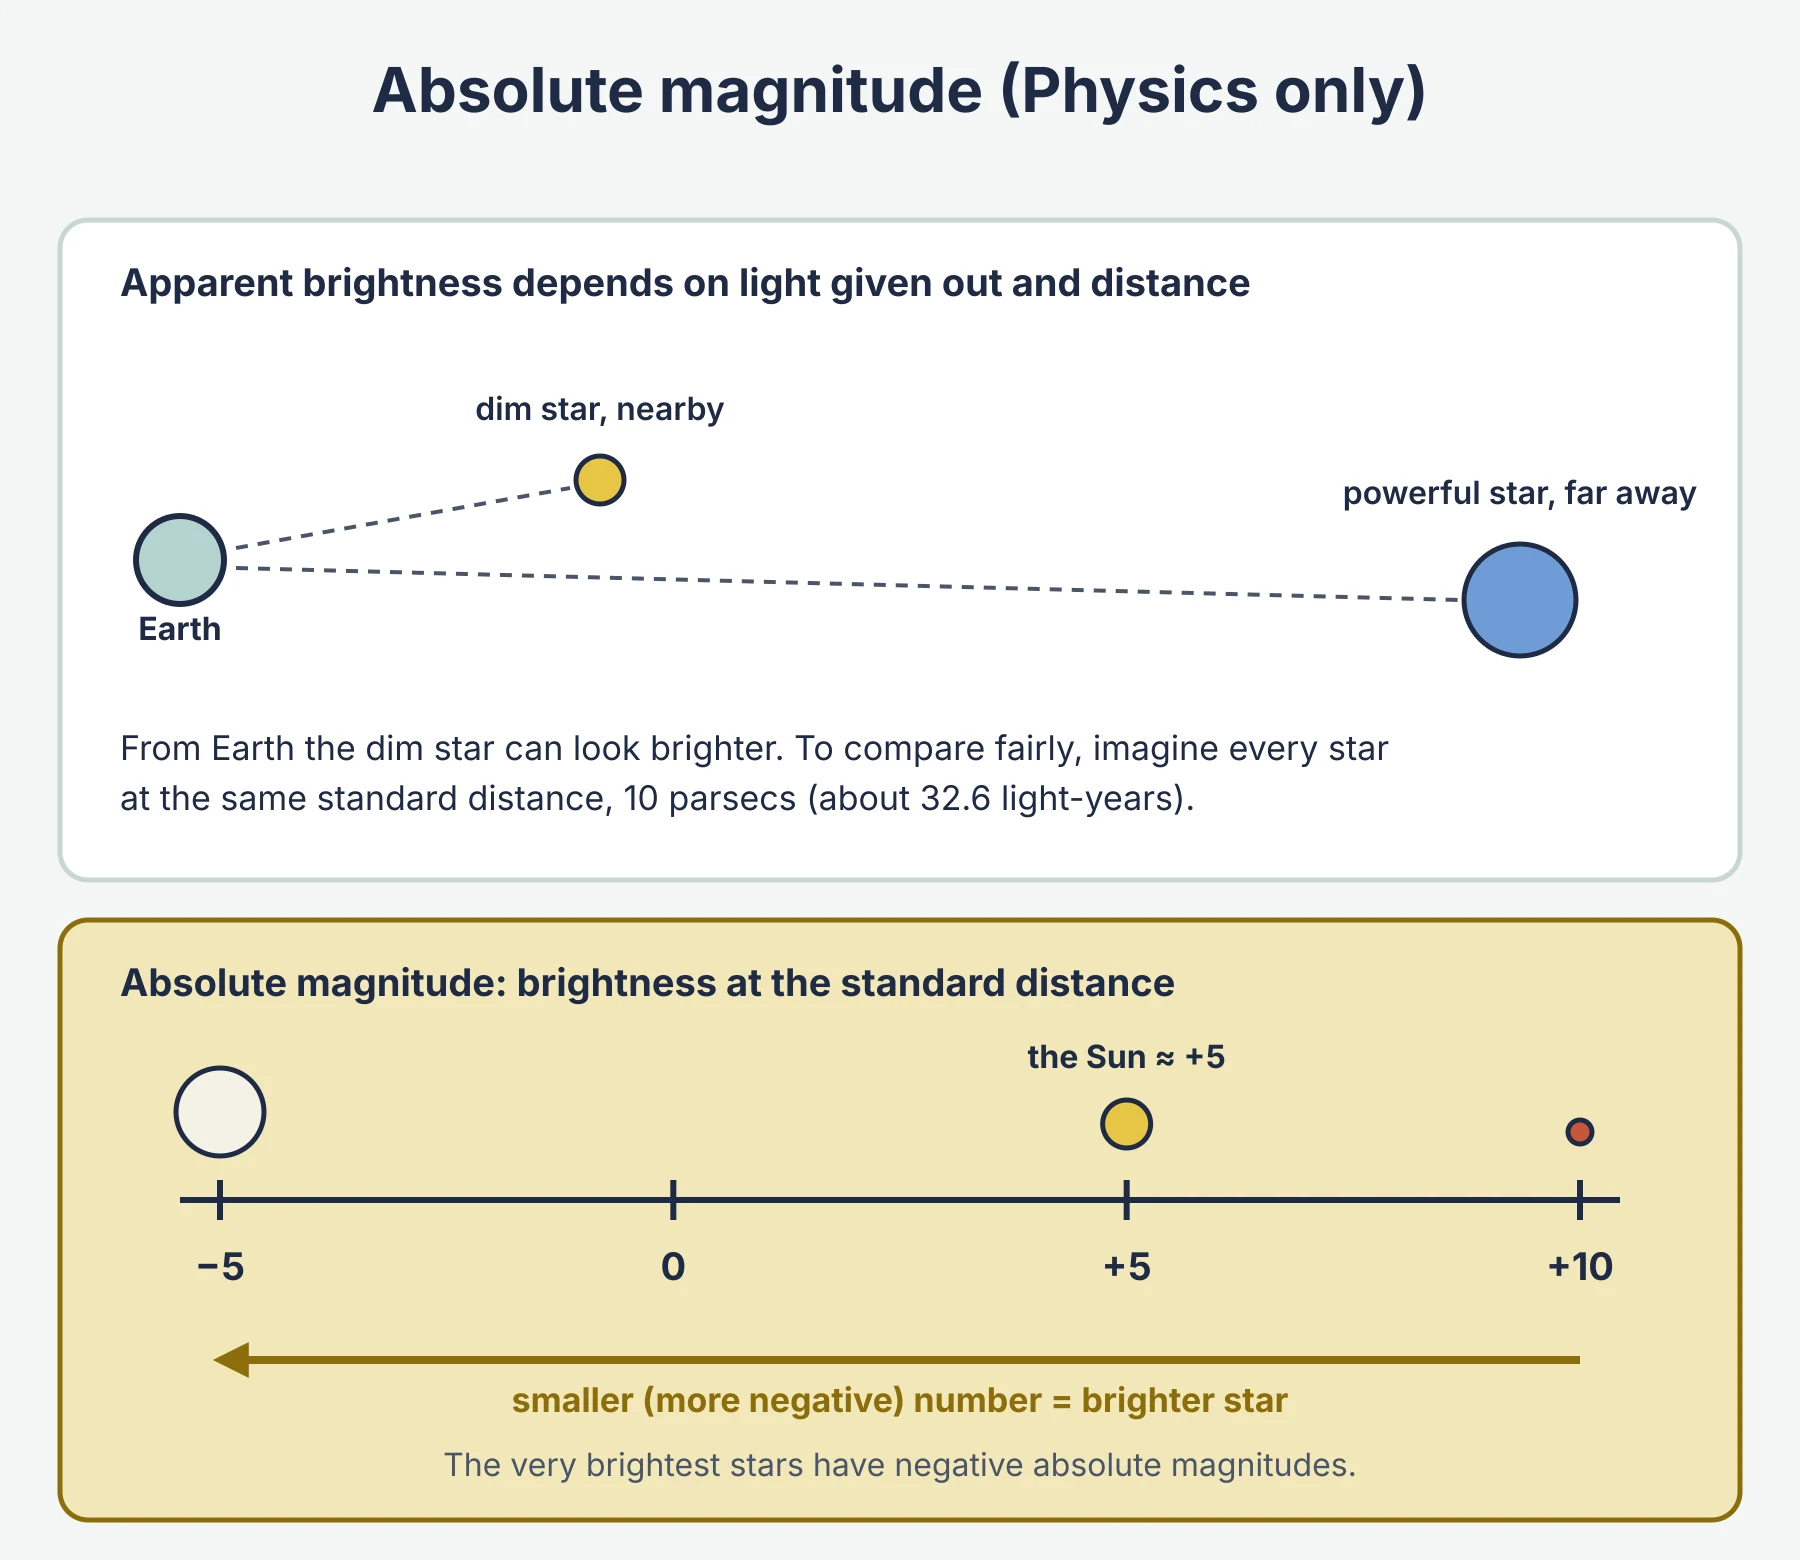 Absolute magnitude (Physics only)
Apparent brightness depends on light given out and distance
dim star, nearby
powerful star, far away
Earth
From Earth the dim star can look brighter. To compare fairly, imagine every star
at the same standard distance, 10 parsecs (about 32.6 light-years).
Absolute magnitude: brightness at the standard distance
the Sun ≈ +5
−5 0 +5 +10
smaller (more negative) number = brighter star
The very brightest stars have negative absolute magnitudes.